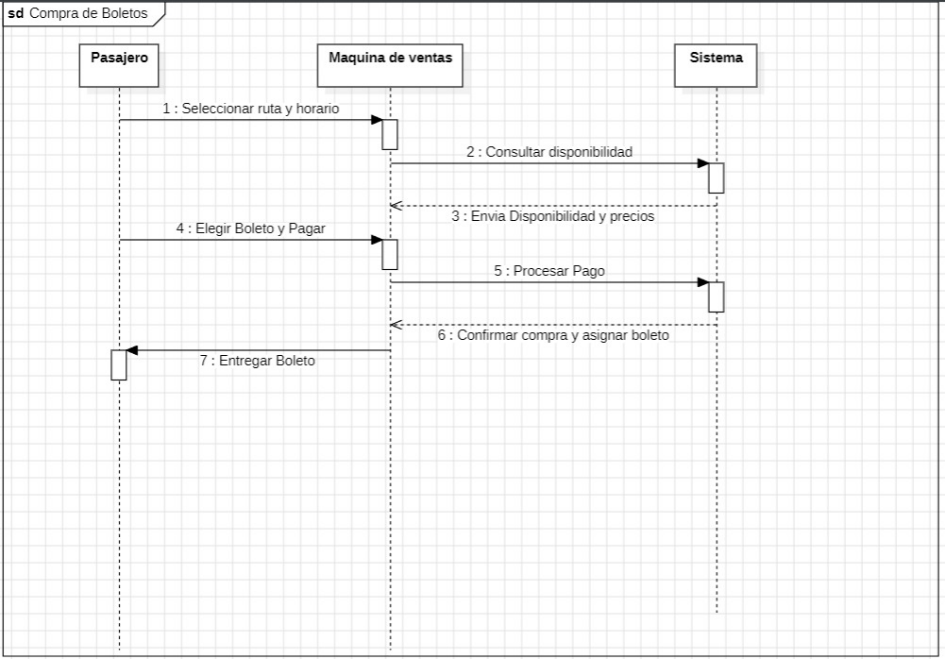 sd Compra de Boletos
Pasajero
Maquina de ventas
Sistema
1 : Seleccionar ruta y horario
2 : Consultar disponibilidad
3 : Envia Disponibilidad y precios
4 : Elegir Boleto y Pagar
5 : Procesar Pago
6 : Confirmar compra y asignar boleto
7 : Entregar Boleto